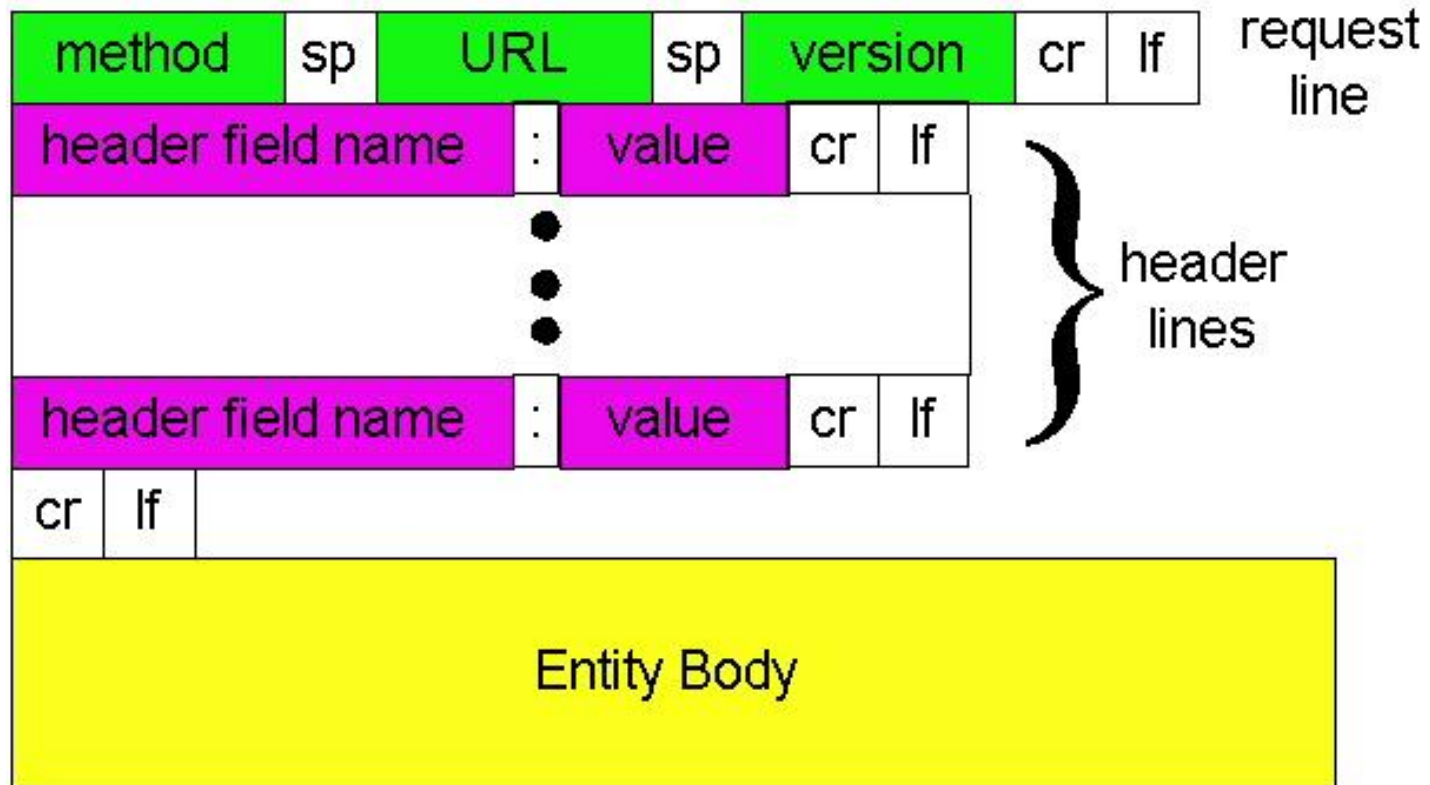 method sp URL sp version cr lf
request
line
header field name : value cr lf
header
lines
header field name : value cr lf
cr lf
Entity Body